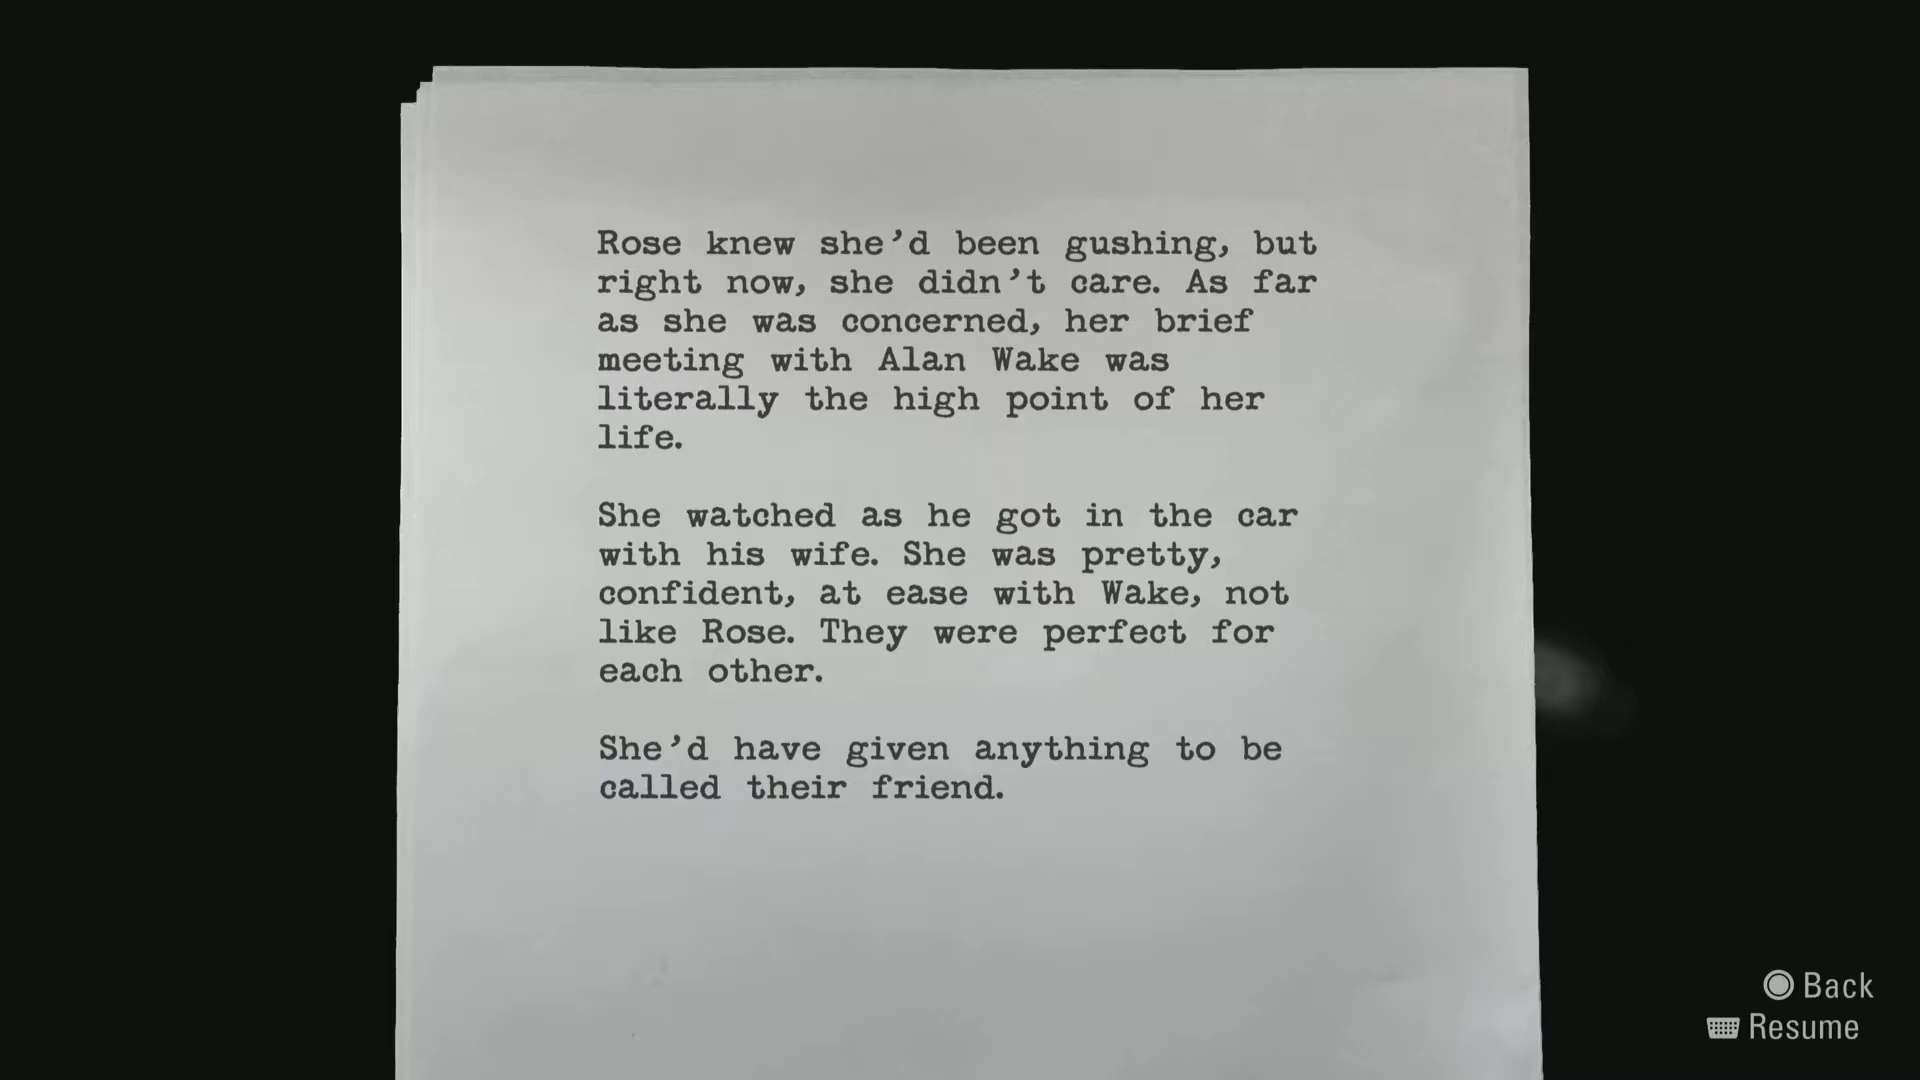 Rose knew she’d been gushing, but
right now, she didn’t care. As far
as she was concerned, her brief
meeting with Alan Wake was
literally the high point of her
life.
She watched as he got in the car
with his wife. She was pretty,
confident, at ease with Wake, not
like Rose. They were perfect for
each other.
She’d have given anything to be
called their friend.
Back
Resume